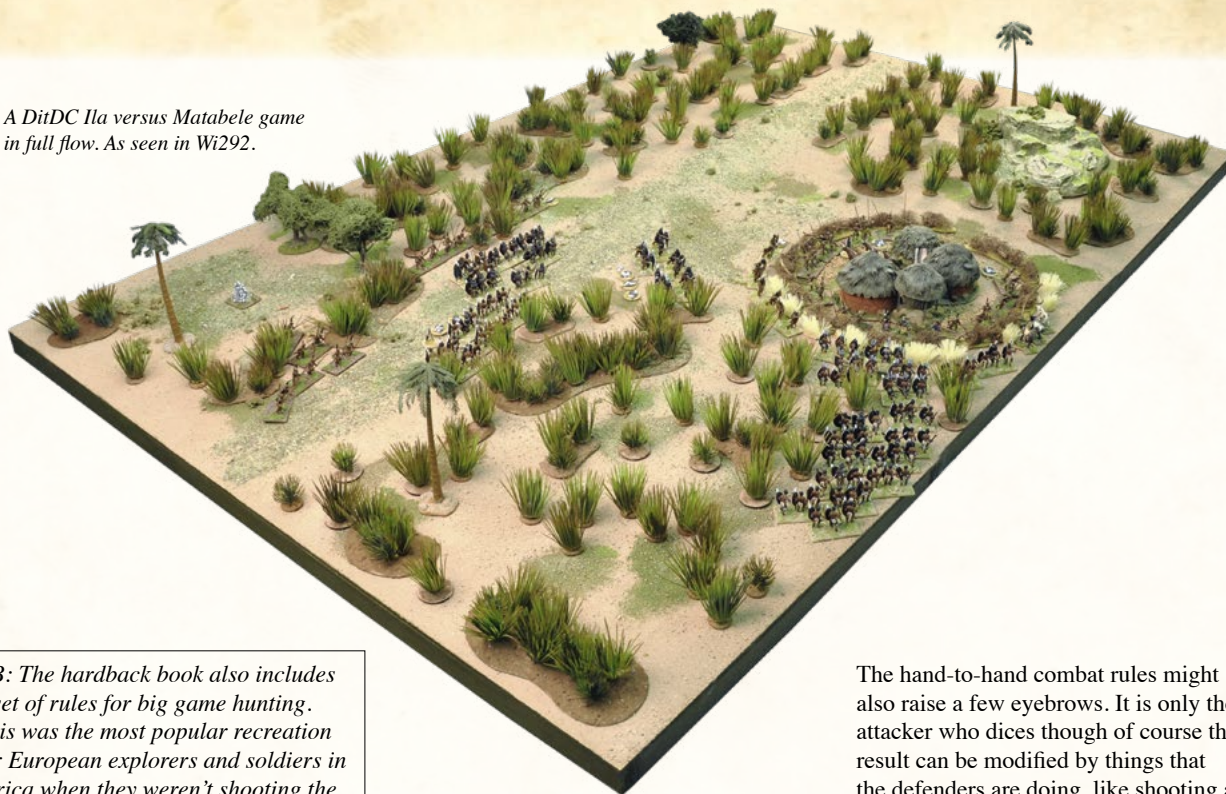 A DitDC Ila versus Matabele game
in full flow. As seen in Wi292.
: The hardback book also includes
set of rules for big game hunting.
was the most popular recreation
European explorers and soldiers in
when they weren't shooting the
The hand-to-hand combat rules might
also raise a few eyebrows. It is only the
attacker who dices though of course the
result can be modified by things that
the defenders are doing, like shooting